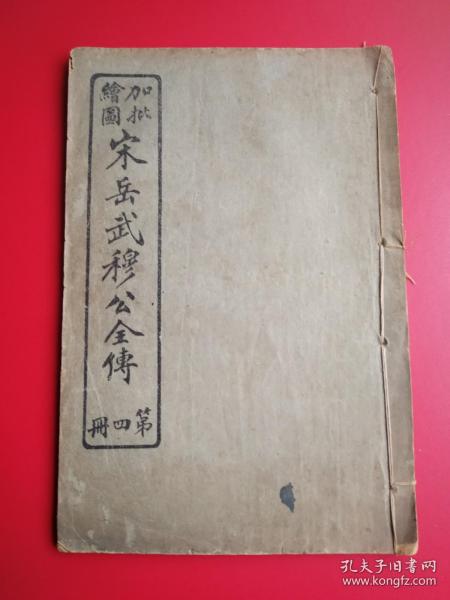 加批
繪圖
宋岳武穆公全傳
第四冊
孔夫子旧书网
www.kongfz.com